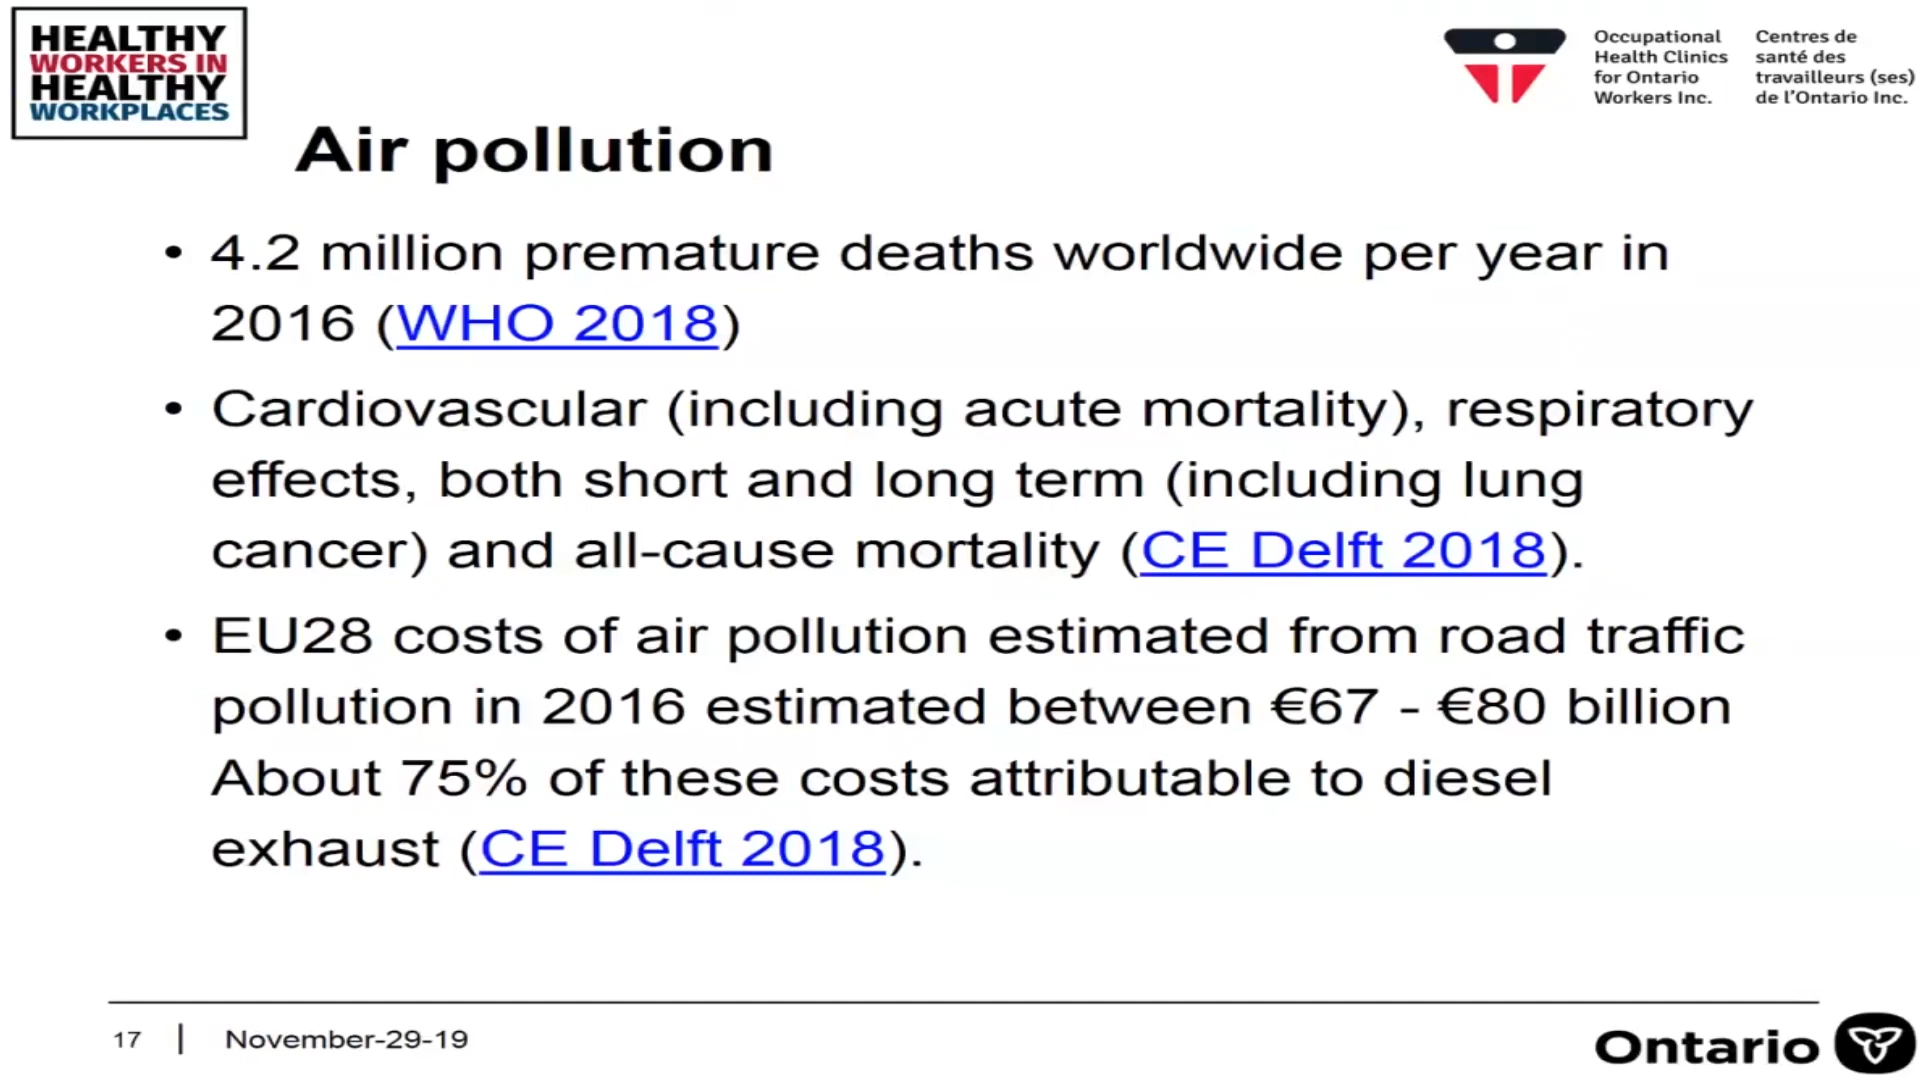 HEALTHY
WORKERS IN
HEALTHY
WORKPLACES
Occupational
Health Clinics
for Ontario
Workers Inc.
Centres de
santé des
travailleurs (ses)
de l'Ontario Inc.
Air pollution
• 4.2 million premature deaths worldwide per year in
2016 (WHO 2018)
• Cardiovascular (including acute mortality), respiratory
effects, both short and long term (including lung
cancer) and all-cause mortality (CE Delft 2018).
• EU28 costs of air pollution estimated from road traffic
pollution in 2016 estimated between €67 - €80 billion
About 75% of these costs attributable to diesel
exhaust (CE Delft 2018).
17 | November-29-19
Ontario